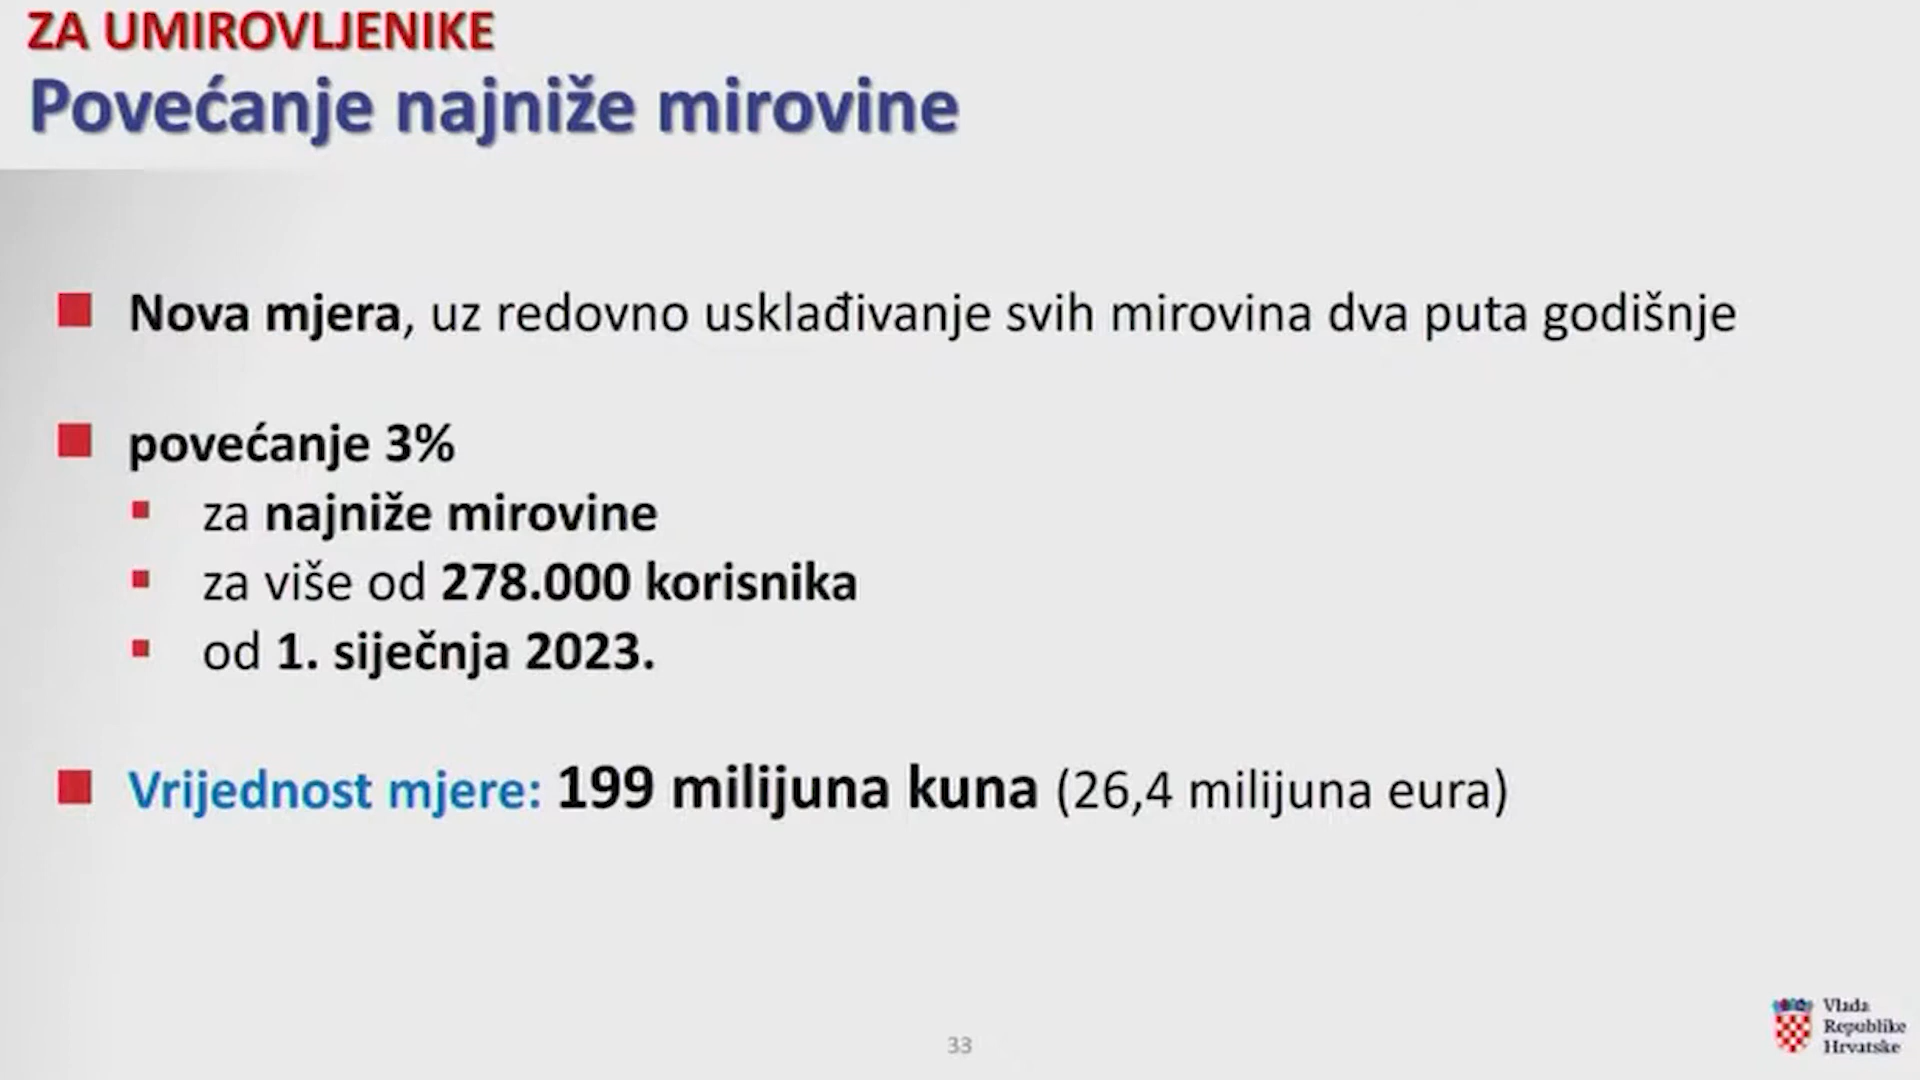 ZA UMIROVLJENIKE
Povećanje najniže mirovine
Nova mjera, uz redovno usklađivanje svih mirovina dva puta godišnje
povećanje 3%
za najniže mirovine
za više od 278.000 korisnika
od 1. siječnja 2023.
Vrijednost mjere: 199 milijuna kuna (26,4 milijuna eura)
33
Vlada
Republike
Hrvatske